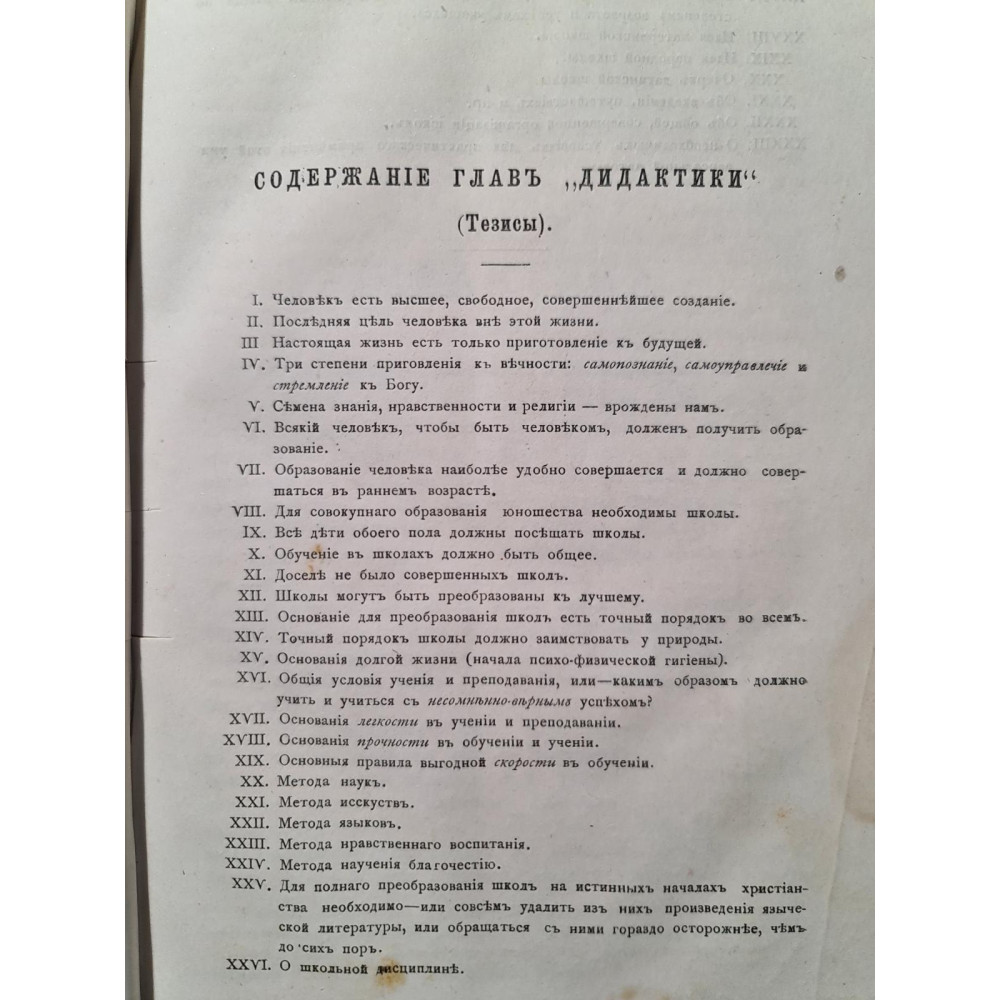 СОДЕРЖАНІЕ ГЛАВЪ „ДИДАКТИКИ“
(Тезисы).
I. Человѣкъ есть высшее, свободное, совершеннѣйшее созданіе.
II. Послѣдняя цѣль человѣка внѣ этой жизни.
III Настоящая жизнь есть только приготовленіе къ будущей.
IV. Три степени приговленія къ вѣчности: самопознаніе, самоуправлечіе и
стремленіе къ Богу.
V. Сѣмена знанія, нравственности и религіи — врождены намъ.
VI. Всякій человѣкъ, чтобы быть человѣкомъ, долженъ получить обра-
зованіе.
VII. Образованіе человѣка наиболѣе удобно совершается и должно совер-
шаться въ раннемъ возрастѣ.
VIII. Для совокупнаго образованія юношества необходимы школы.
IX. Всѣ дѣти обоего пола должны посѣщать школы.
X. Обученіе въ школахъ должно быть общее.
XI. Доселѣ не было совершенныхъ школъ.
XII. Школы могутъ быть преобразованы къ лучшему.
XIII. Основаніе для преобразованія школъ есть точный порядокъ во всемъ.
XIV. Точный порядокъ школы должно заимствовать у природы.
XV. Основанія долгой жизни (начала психо-физической гигіены).
XVI. Общія условія ученія и преподаванія, или—какимъ образомъ должно
учить и учиться съ несомнѣнно-вѣрнымъ успѣхомъ?
XVII. Основанія легкости въ ученіи и преподаваніи.
XVIII. Основанія прочности въ обученіи и ученіи.
XIX. Основныя правила выгодной скорости въ обученіи.
XX. Метода наукъ.
XXI. Метода исскуствъ.
XXII. Метода языковъ.
XXIII. Метода нравственнаго воспитанія.
XXIV. Метода наученія благочестію.
XXV. Для полнаго преобразованія школъ на истинныхъ началахъ христіан-
ства необходимо—или совсѣмъ удалить изъ нихъ произведенія языче-
ской литературы, или обращаться съ ними гораздо осторожнѣе, чѣмъ
до сихъ поръ.
XXVI. О школьной дисциплинѣ.